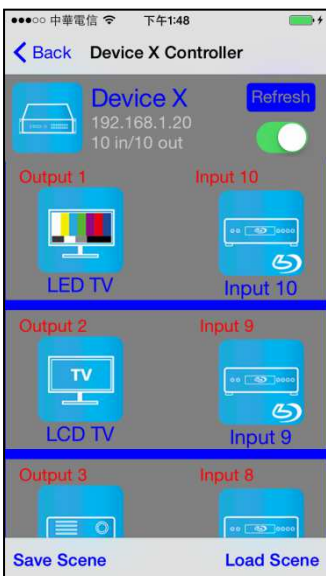 中華電信 下午1:48
Back Device X Controller
Device X Refresh
192.168.1.20
10 in/10 out
Output 1 Input 10
LED TV Input 10
Output 2 Input 9
TV
LCD TV Input 9
Output 3 Input 8
Save Scene Load Scene